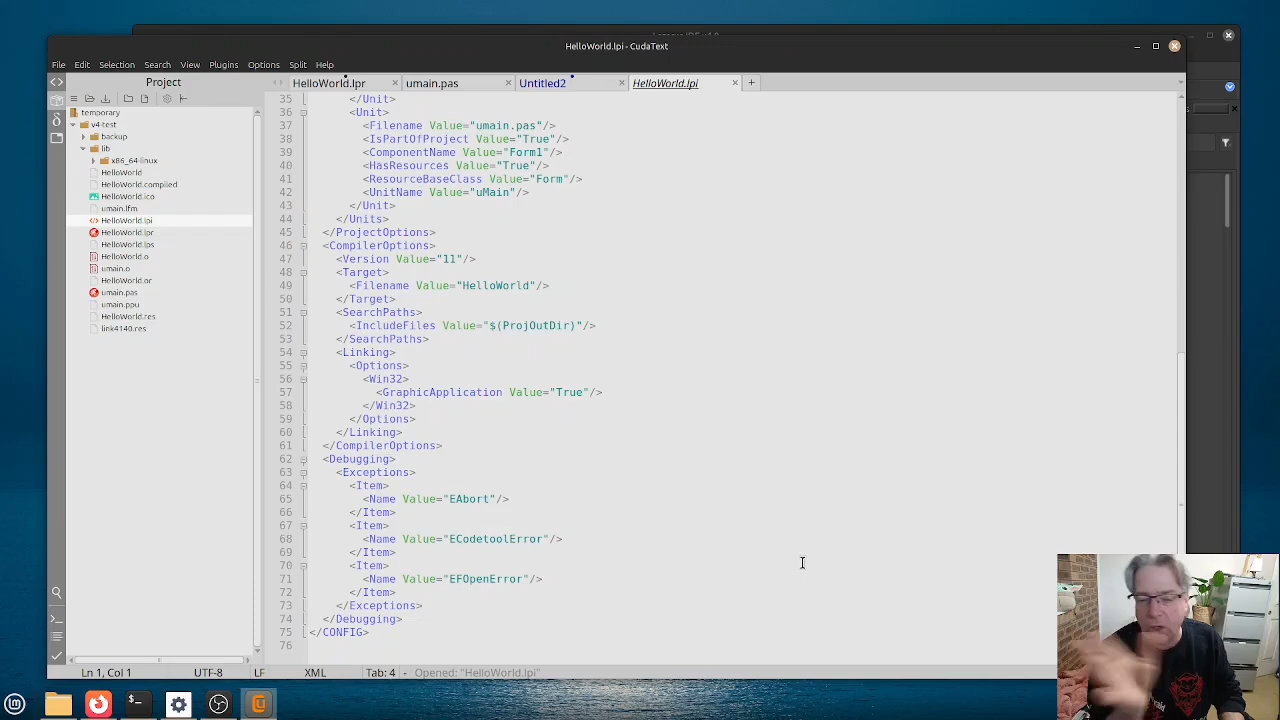 HelloWorld.lpi - CudaText
File Edit Selection Search View Plugins Options Split Help
Project
HelloWorld.lpr
umain.pas
Untitled2
HelloWorld.lpi
temporary
v4-test
backup
lib
x86_64-linux
HelloWorld
HelloWorld.compiled
HelloWorld.ico
umain.lfm
HelloWorld.lpi
HelloWorld.lpr
HelloWorld.lps
HelloWorld.o
umain.o
HelloWorld.or
umain.pas
umain.ppu
HelloWorld.res
link4140.res
35 </Unit>
36 <Unit>
37 <Filename Value="umain.pas"/>
38 <IsPartOfProject Value="True"/>
39 <ComponentName Value="Form1"/>
40 <HasResources Value="True"/>
41 <ResourceBaseClass Value="Form"/>
42 <UnitName Value="uMain"/>
43 </Unit>
44 </Units>
45 </ProjectOptions>
46 <CompilerOptions>
47 <Version Value="11"/>
48 <Target>
49 <Filename Value="HelloWorld"/>
50 </Target>
51 <SearchPaths>
52 <IncludeFiles Value="$(ProjOutDir)"/>
53 </SearchPaths>
54 <Linking>
55 <Options>
56 <Win32>
57 <GraphicApplication Value="True"/>
58 </Win32>
59 </Options>
60 </Linking>
61 </CompilerOptions>
62 <Debugging>
63 <Exceptions>
64 <Item>
65 <Name Value="EAbort"/>
66 </Item>
67 <Item>
68 <Name Value="ECodetoolError"/>
69 </Item>
70 <Item>
71 <Name Value="EFOpenError"/>
72 </Item>
73 </Exceptions>
74 </Debugging>
75 </CONFIG>
76
Ln 1, Col 1 UTF-8 LF XML Tab: 4 Opened: "HelloWorld.lpi"